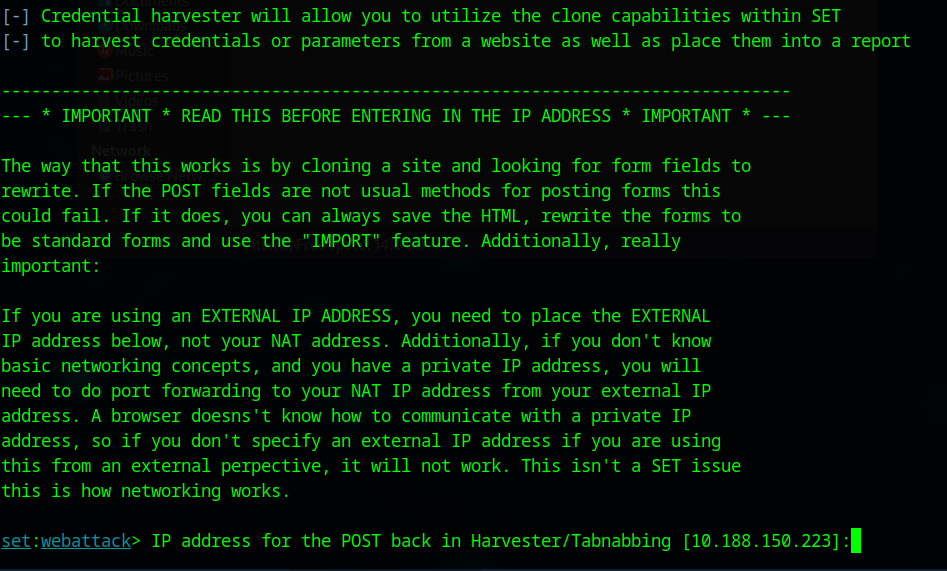 [-] Credential harvester will allow you to utilize the clone capabilities within SET
[-] to harvest credentials or parameters from a website as well as place them into a report
Pictures
-------------------------------------------------------------------------------
--- * IMPORTANT * READ THIS BEFORE ENTERING IN THE IP ADDRESS * IMPORTANT * ---
Trash
Network
The way that this works is by cloning a site and looking for form fields to
rewrite. If the POST fields are not usual methods for posting forms this
could fail. If it does, you can always save the HTML, rewrite the forms to
be standard forms and use the "IMPORT" feature. Additionally, really
important:
If you are using an EXTERNAL IP ADDRESS, you need to place the EXTERNAL
IP address below, not your NAT address. Additionally, if you don't know
basic networking concepts, and you have a private IP address, you will
need to do port forwarding to your NAT IP address from your external IP
address. A browser doesns't know how to communicate with a private IP
address, so if you don't specify an external IP address if you are using
this from an external perpective, it will not work. This isn't a SET issue
this is how networking works.
set:webattack> IP address for the POST back in Harvester/Tabnabbing [10.188.150.223]: